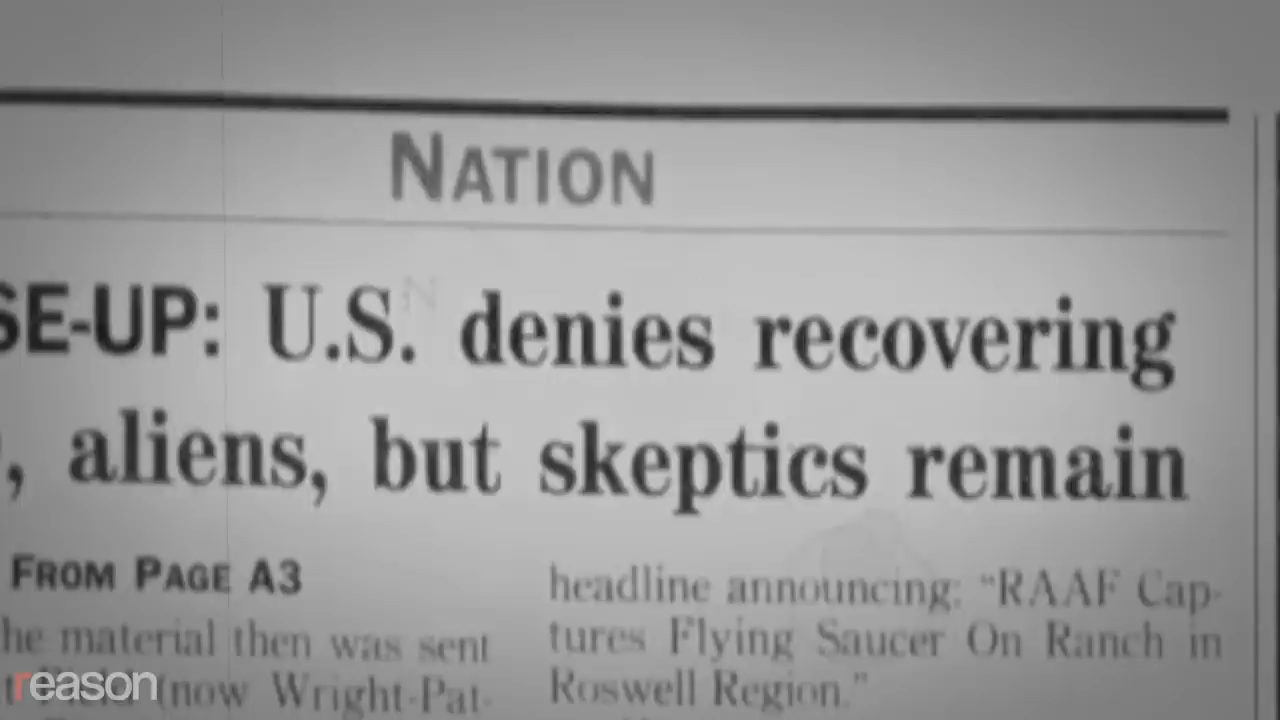 NATION
SE-UP: U.S. denies recovering
, aliens, but skeptics remain
FROM PAGE A3
he material then was sent
Field (now Wright-Pat-
headline announcing: “RAAF Cap-
tures Flying Saucer On Ranch in
Roswell Region.”
reason